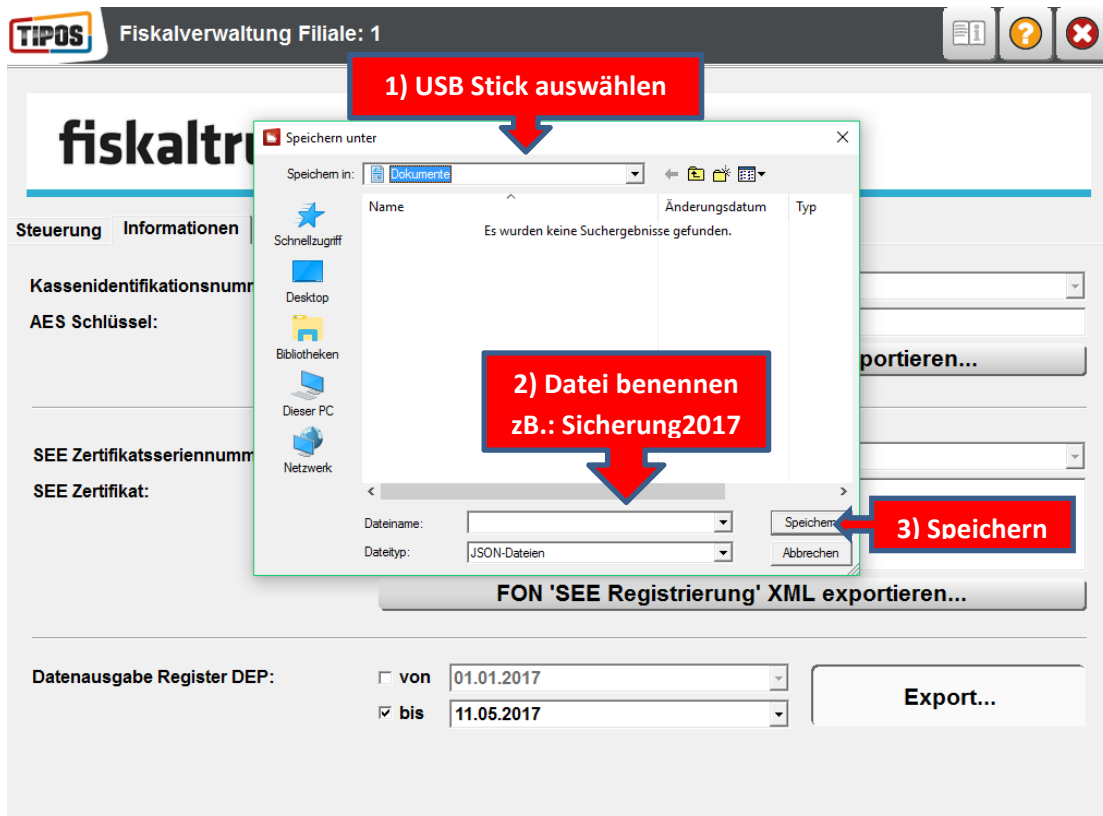 TIPOS
Fiskalverwaltung Filiale: 1
1) USB Stick auswählen
fiskaltru
Speichern unter
Speichern in:
Dokumente
Name
Änderungsdatum
Typ
Es wurden keine Suchergebnisse gefunden.
Schnellzugriff
Desktop
Bibliotheken
Dieser PC
Netzwerk
Steuerung
Informationen
Kassenidentifikationsnumm
AES Schlüssel:
portieren...
2) Datei benennen
zB.: Sicherung2017
SEE Zertifikatsseriennumm
SEE Zertifikat:
Dateiname:
Speichern
3) Speichern
Dateityp:
JSON-Dateien
Abbrechen
FON 'SEE Registrierung' XML exportieren...
Datenausgabe Register DEP:
von
01.01.2017
bis
11.05.2017
Export...